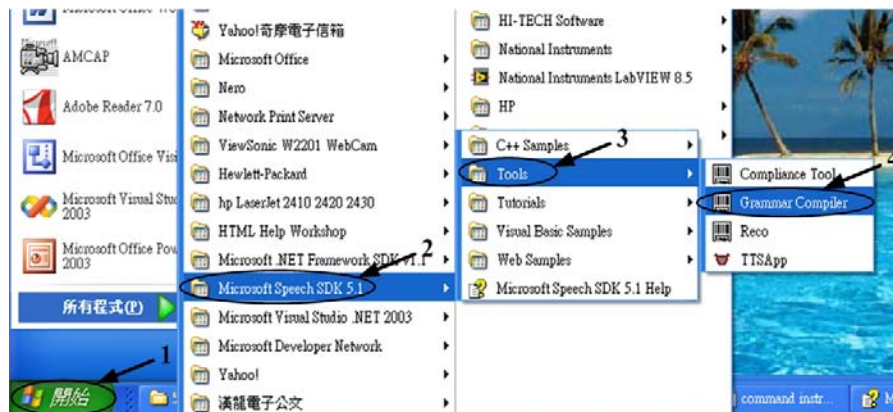 AMCAP
Adobe Reader 7.0
Microsoft Office Visi
Microsoft Visual Stu
2003
Microsoft Office Pow
2003
所有程式(P)
1
開始
Yahoo!奇摩電子信箱
Microsoft Office
Nero
Network Print Server
ViewSonic W2201 WebCam
Hewlett-Packard
hp LaserJet 2410 2420 2430
HTML Help Workshop
Microsoft .NET Framework SDK v1.1
2
Microsoft Speech SDK 5.1
Microsoft Visual Studio .NET 2003
Microsoft Developer Network
Yahoo!
漢龍電子公文
HI-TECH Software
National Instruments
National Instruments LabVIEW 8.5
HP
C++ Samples
3
Tools
Tutorials
Visual Basic Samples
Web Samples
Microsoft Speech SDK 5.1 Help
Compliance Tool
4
Grammar Compiler
Reco
TTSApp
command instr...